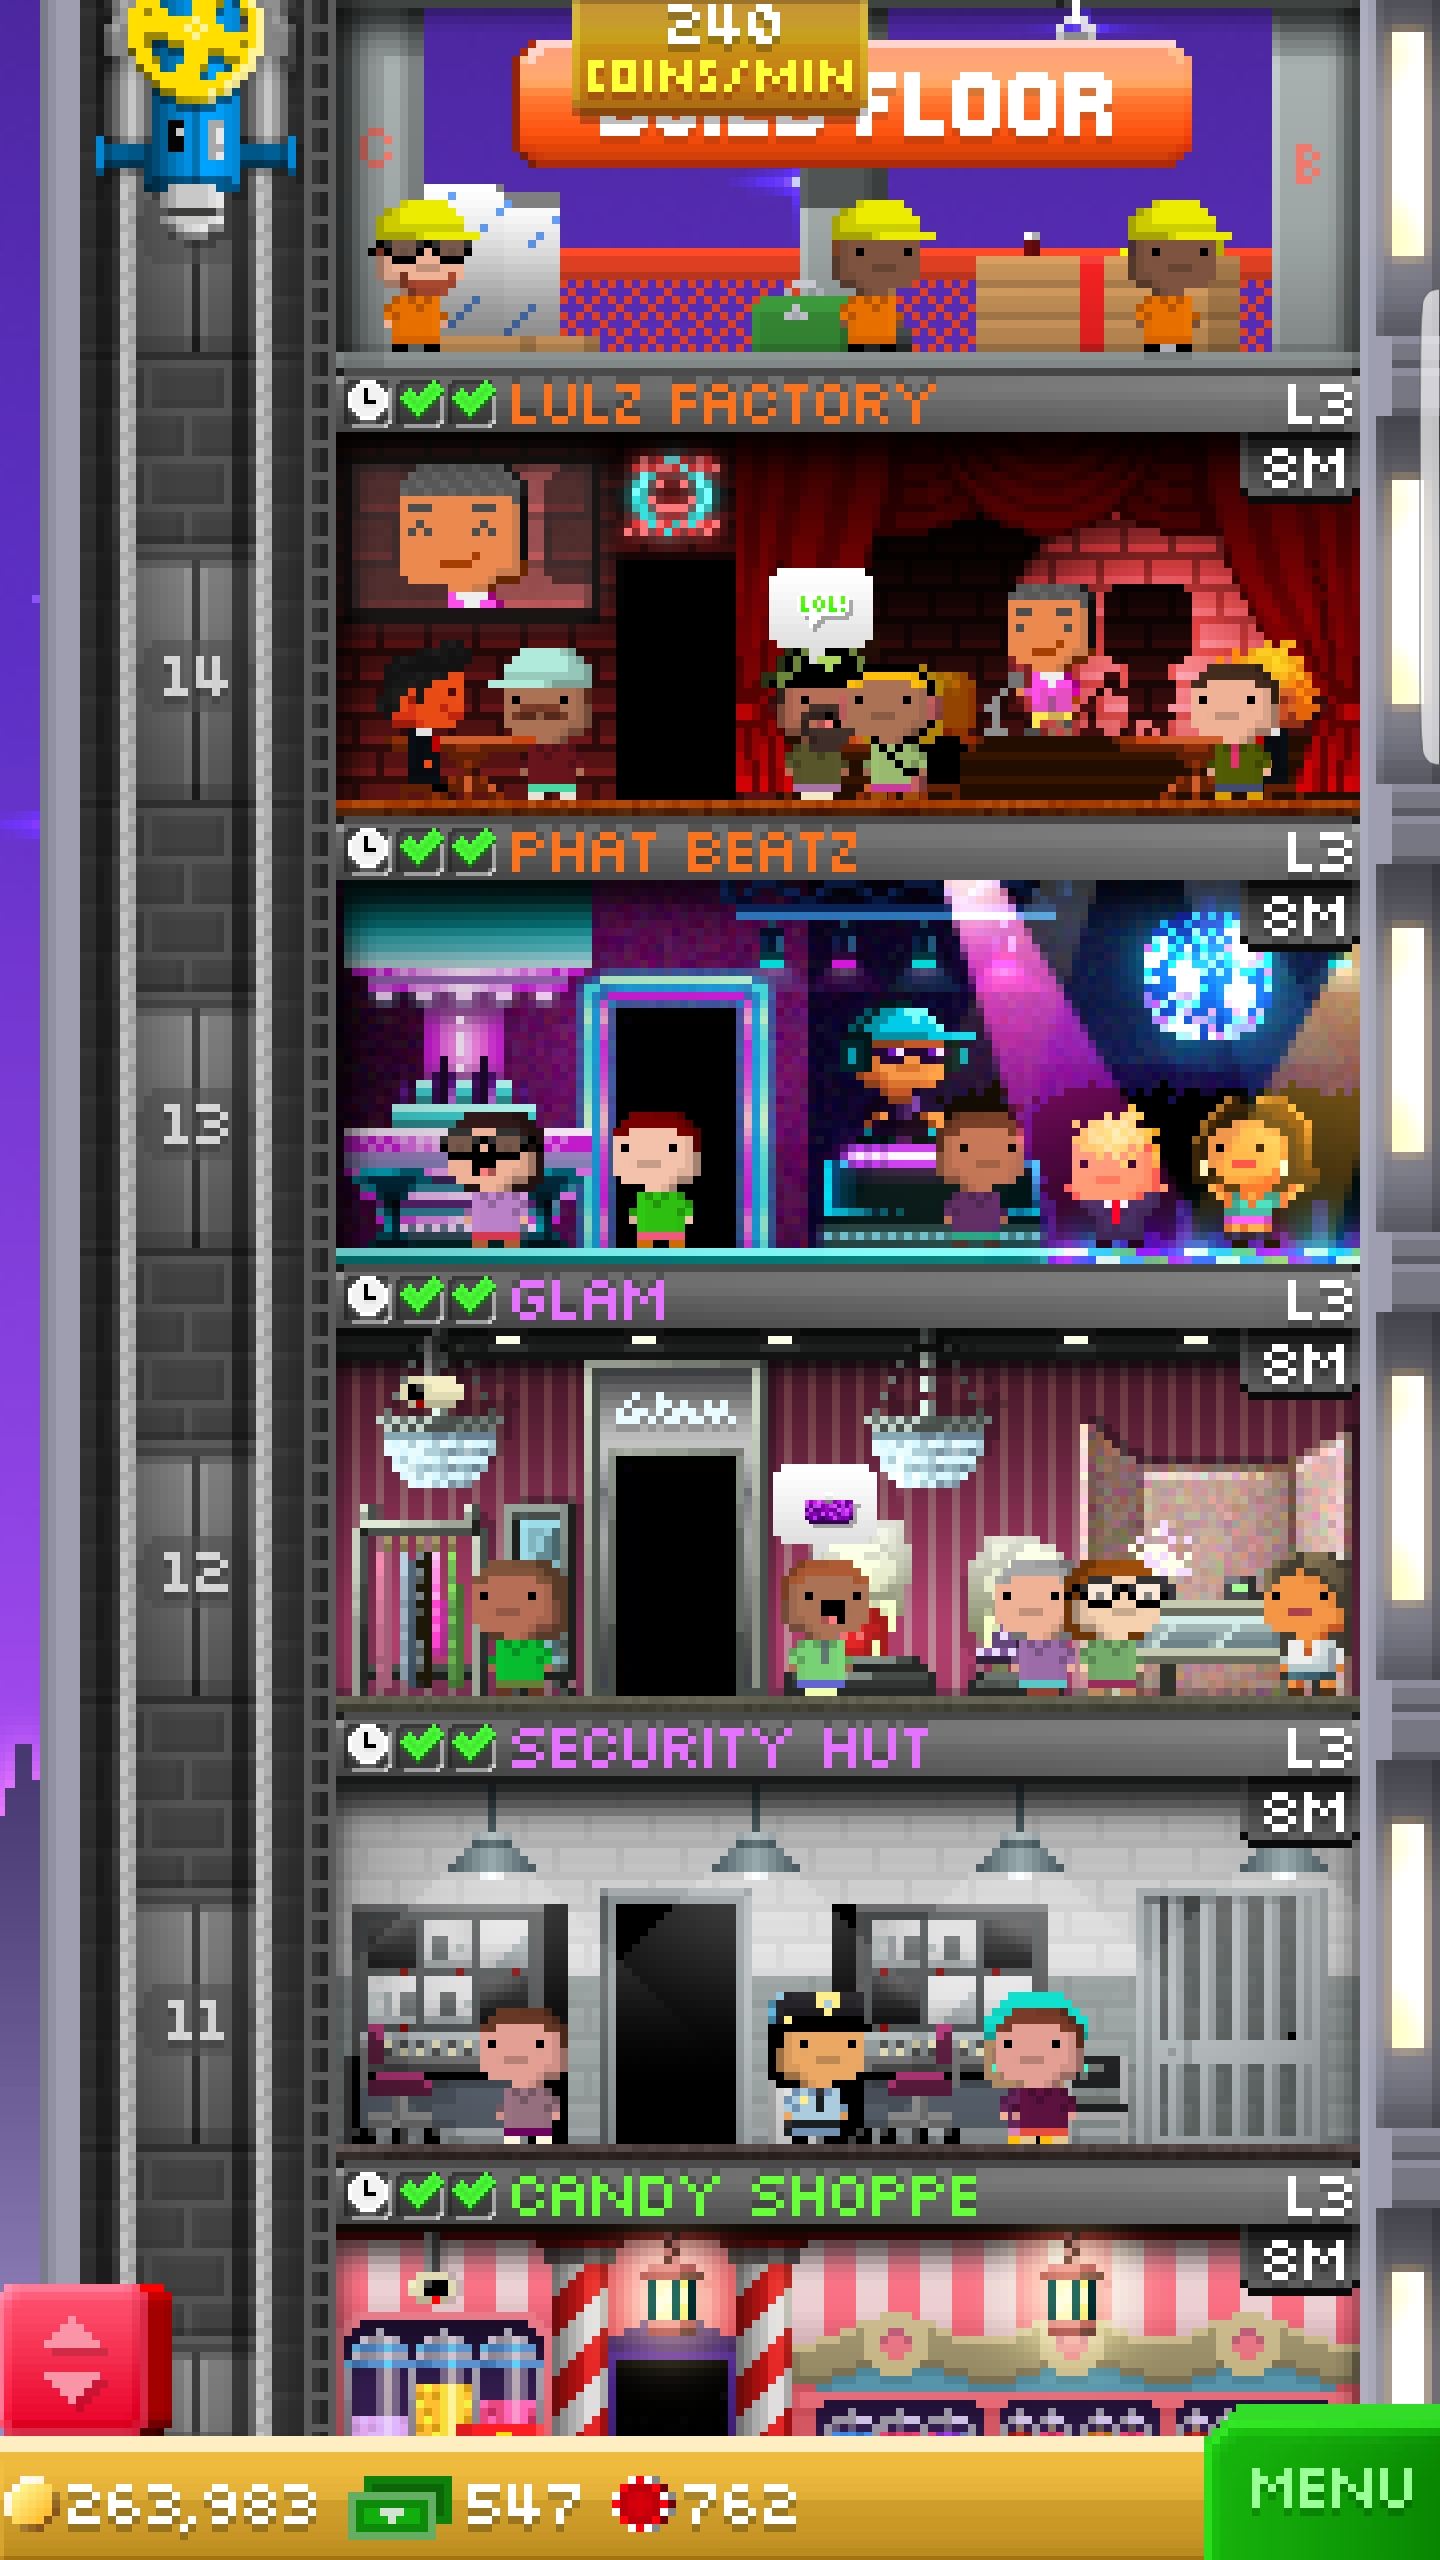 240
COINS/MIN
BUILD FLOOR
C
B
LULZ FACTORY L3
8M
LOL!
14
PHAT BEATZ L3
8M
13
GLAM L3
8M
Glam
12
SECURITY HUT L3
8M
11
CANDY SHOPPE L3
8M
263,983 547 762
MENU